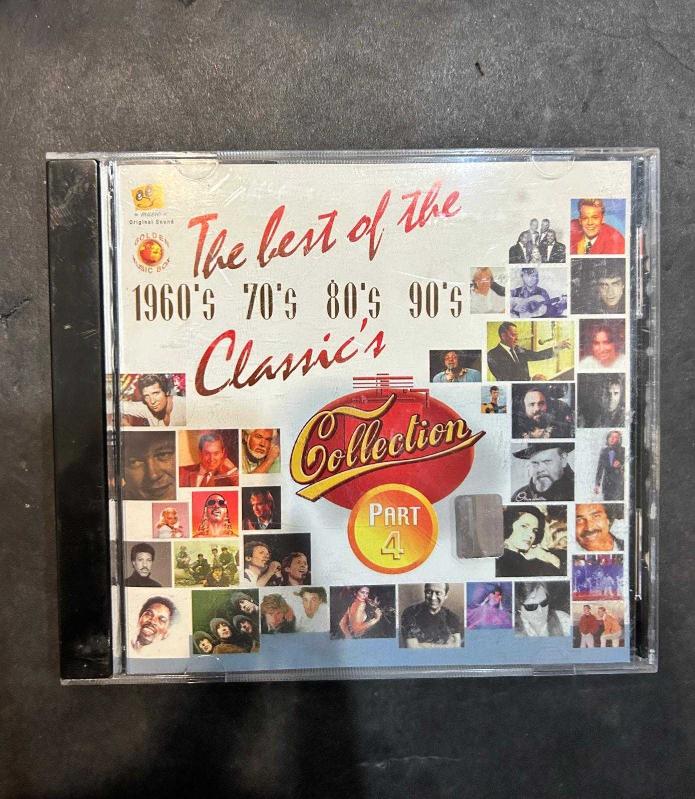 Original Sound
GOLDEN
MUSIC BOX
The best of the
1960's 70's 80's 90's
Classic's
Collection
PART
4